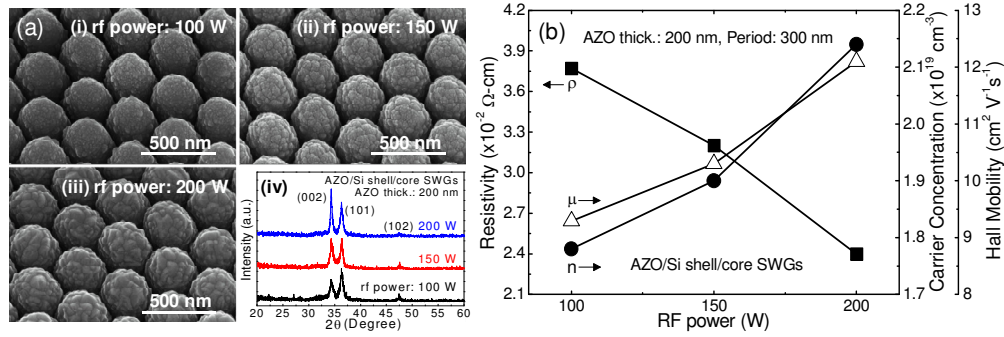 (a)
(i) rf power: 100 W
500 nm
(ii) rf power: 150 W
500 nm
(iii) rf power: 200 W
500 nm
(iv)
AZO/Si shell/core SWGs
AZO thick.: 200 nm
(002)
(101)
(102)
200 W
150 W
rf power: 100 W
Intensity (a.u.)
20 25 30 35 40 45 50 55 60
2θ (Degree)
(b)
AZO thick.: 200 nm, Period: 300 nm
ρ
μ
n
AZO/Si shell/core SWGs
Resistivity (x10⁻² Ω-cm)
4.2
3.9
3.6
3.3
3.0
2.7
2.4
2.1
100 150 200
RF power (W)
2.2
2.1
2.0
1.9
1.8
1.7
Carrier Concentration (x10¹⁹ cm⁻³)
13
12
11
10
9
8
Hall Mobility (cm² V⁻¹s⁻¹)